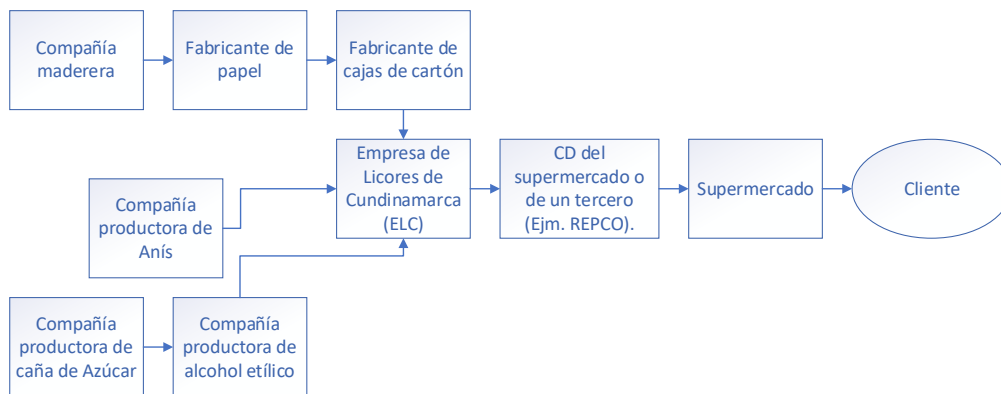 Compañía
maderera
Fabricante de
papel
Fabricante de
cajas de cartón
Empresa de
Licores de
Cundinamarca
(ELC)
CD del
supermercado o
de un tercero
(Ejm. REPCO).
Supermercado
Cliente
Compañía
productora de
Anís
Compañía
productora de
caña de Azúcar
Compañía
productora de
alcohol etílico